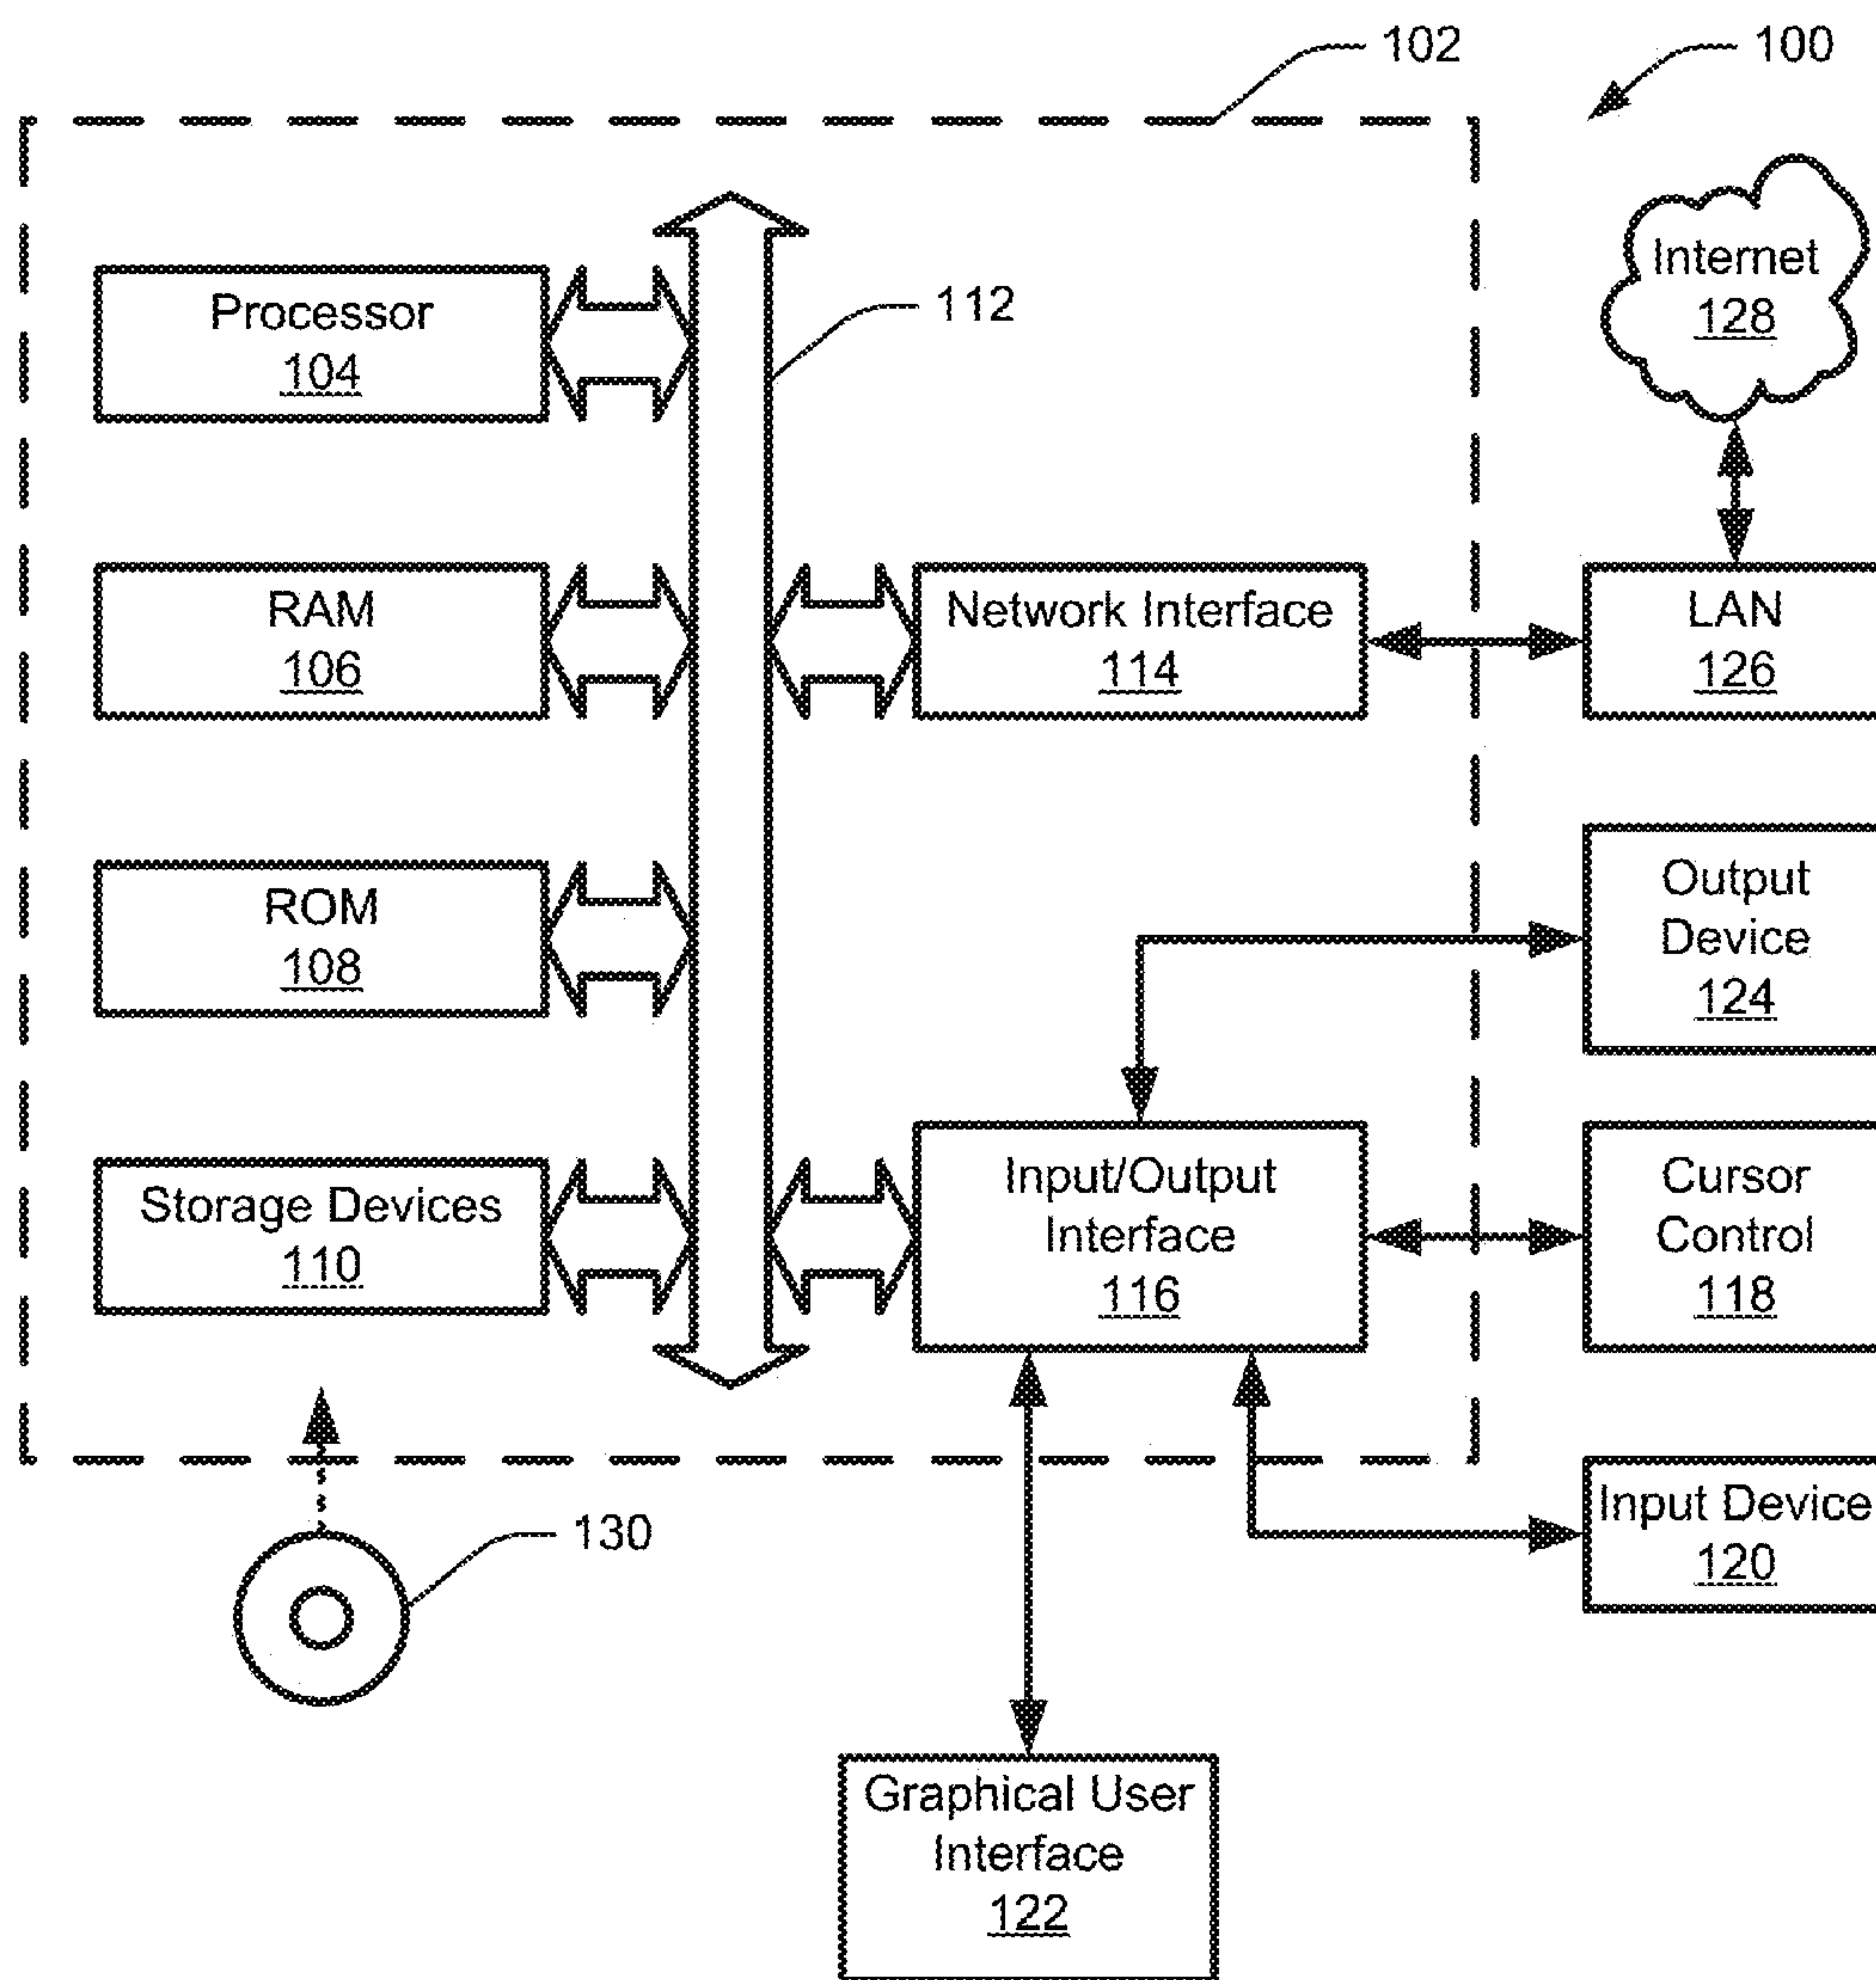 102
100
Internet
128
Processor
104
112
RAM
106
Network Interface
114
LAN
126
ROM
108
Output
Device
124
Storage Devices
110
Input/Output
Interface
116
Cursor
Control
118
130
Input Device
120
Graphical User
Interface
122